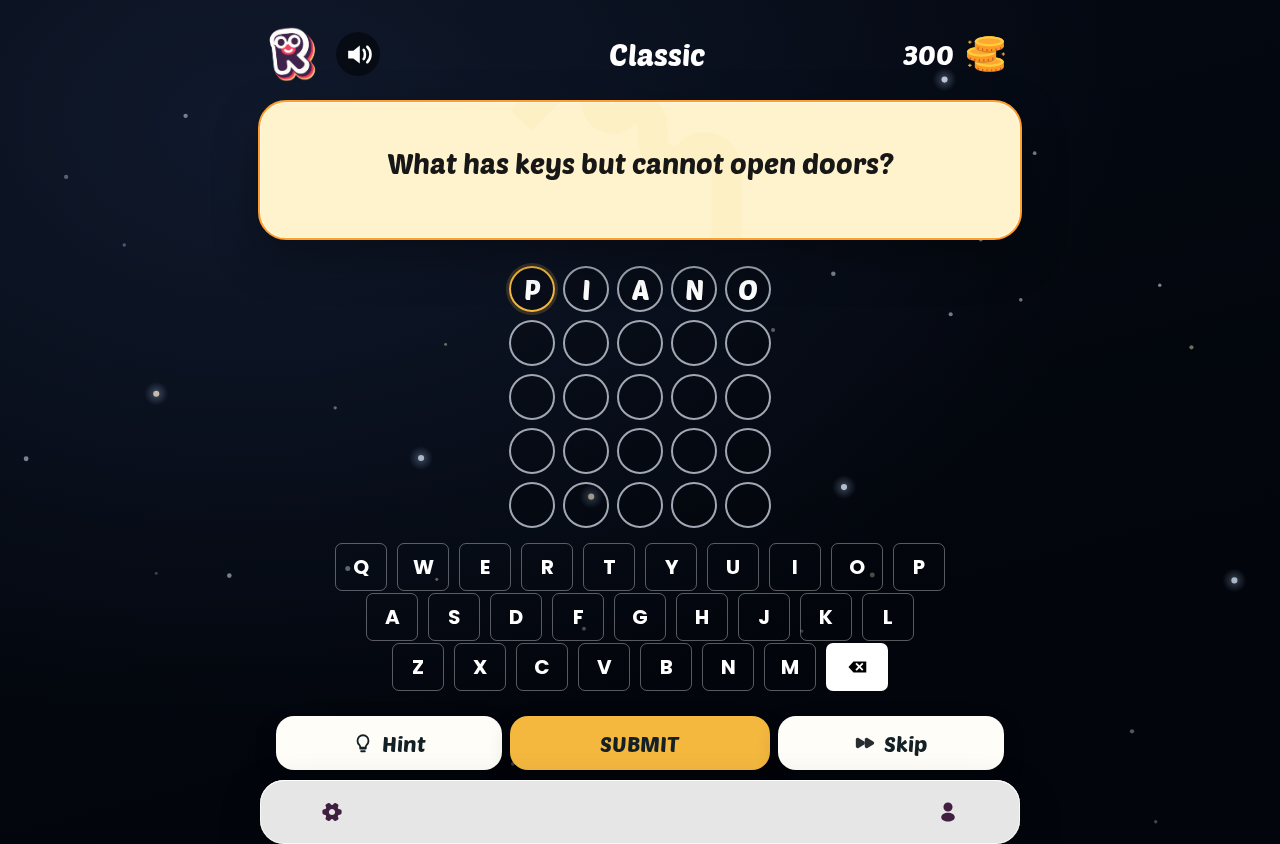 R
Classic
300
What has keys but cannot open doors?
P I A N O
Q W E R T Y U I O P
A S D F G H J K L
Z X C V B N M
Hint
SUBMIT
Skip